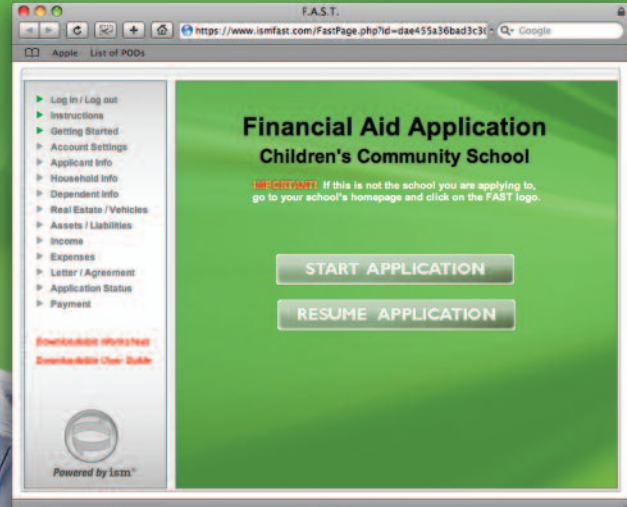 F.A.S.T.
https://www.ismfast.com/FastPage.php?id=dae455a36bad3c3
Google
Apple List of PODs
Log in / Log out
Instructions
Getting Started
Account Settings
Applicant Info
Household Info
Dependent Info
Real Estate / Vehicles
Assets / Liabilities
Income
Expenses
Letter / Agreement
Application Status
Payment
Downloadable Worksheet
Downloadable User Guide
Powered by ism
Financial Aid Application
Children's Community School
IMPORTANT! If this is not the school you are applying to,
go to your school's homepage and click on the FAST logo.
START APPLICATION
RESUME APPLICATION